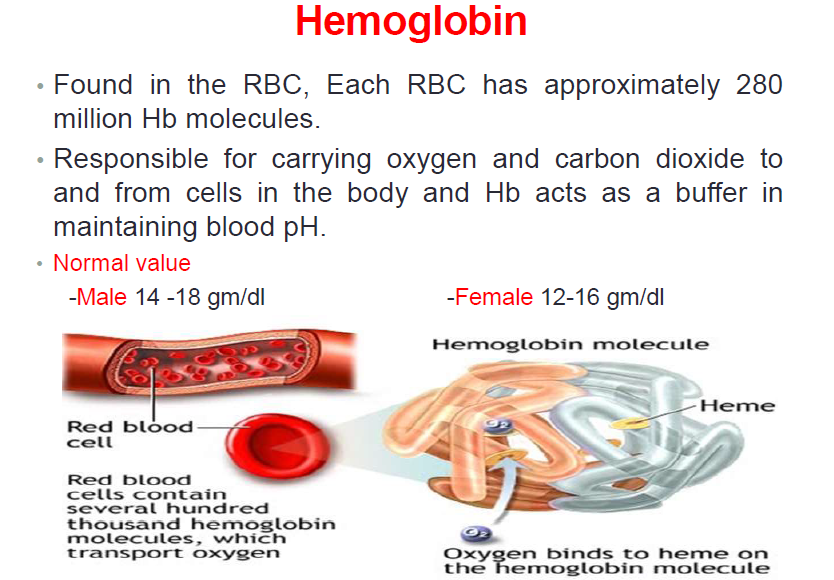 Hemoglobin
• Found in the RBC, Each RBC has approximately 280
million Hb molecules.
• Responsible for carrying oxygen and carbon dioxide to
and from cells in the body and Hb acts as a buffer in
maintaining blood pH.
• Normal value
-Male 14 -18 gm/dl -Female 12-16 gm/dl
Hemoglobin molecule
Heme
O2
Red blood
cell
Red blood
cells contain
several hundred
thousand hemoglobin
molecules, which
transport oxygen
O2
Oxygen binds to heme on
the hemoglobin molecule